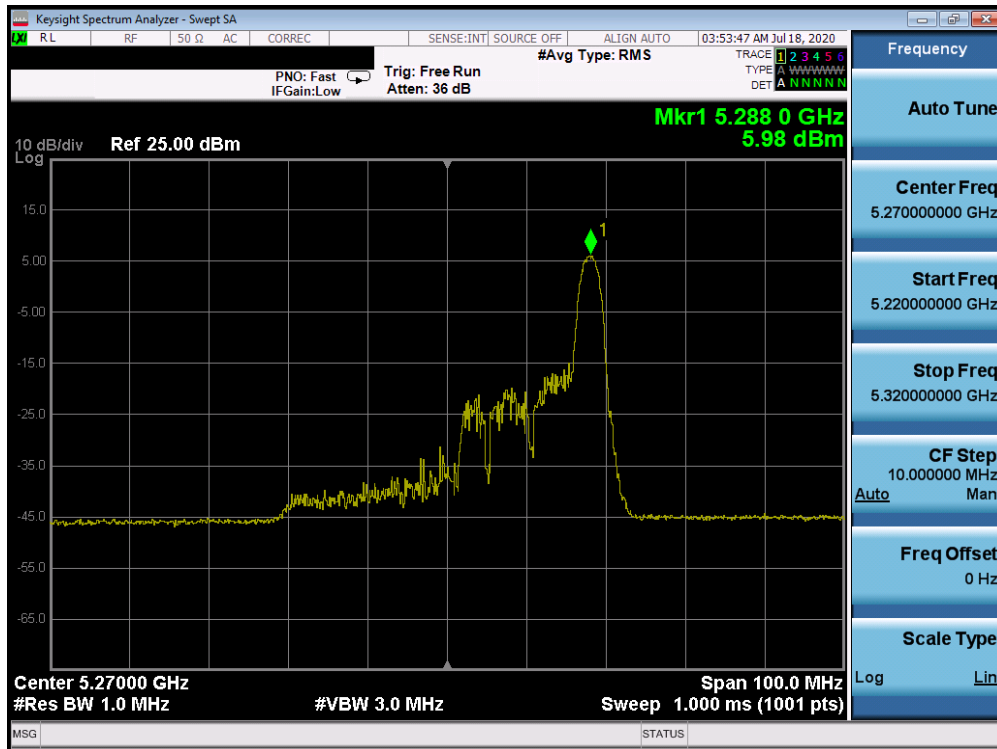 Keysight Spectrum Analyzer - Swept SA
LXI RL RF 50 Ω AC CORREC SENSE:INT SOURCE OFF ALIGN AUTO 03:53:47 AM Jul 18, 2020
#Avg Type: RMS
TRACE 1 2 3 4 5 6
TYPE A WWWWW
DET A N N N N N
PNO: Fast
IFGain:Low
Trig: Free Run
Atten: 36 dB
Mkr1 5.288 0 GHz
5.98 dBm
10 dB/div
Log
Ref 25.00 dBm
15.0
5.00
-5.00
-15.0
-25.0
-35.0
-45.0
-55.0
-65.0
1
Center 5.27000 GHz
Span 100.0 MHz
#Res BW 1.0 MHz
#VBW 3.0 MHz
Sweep 1.000 ms (1001 pts)
MSG
STATUS
Frequency
Auto Tune
Center Freq
5.270000000 GHz
Start Freq
5.220000000 GHz
Stop Freq
5.320000000 GHz
CF Step
10.000000 MHz
Auto Man
Freq Offset
0 Hz
Scale Type
Log Lin